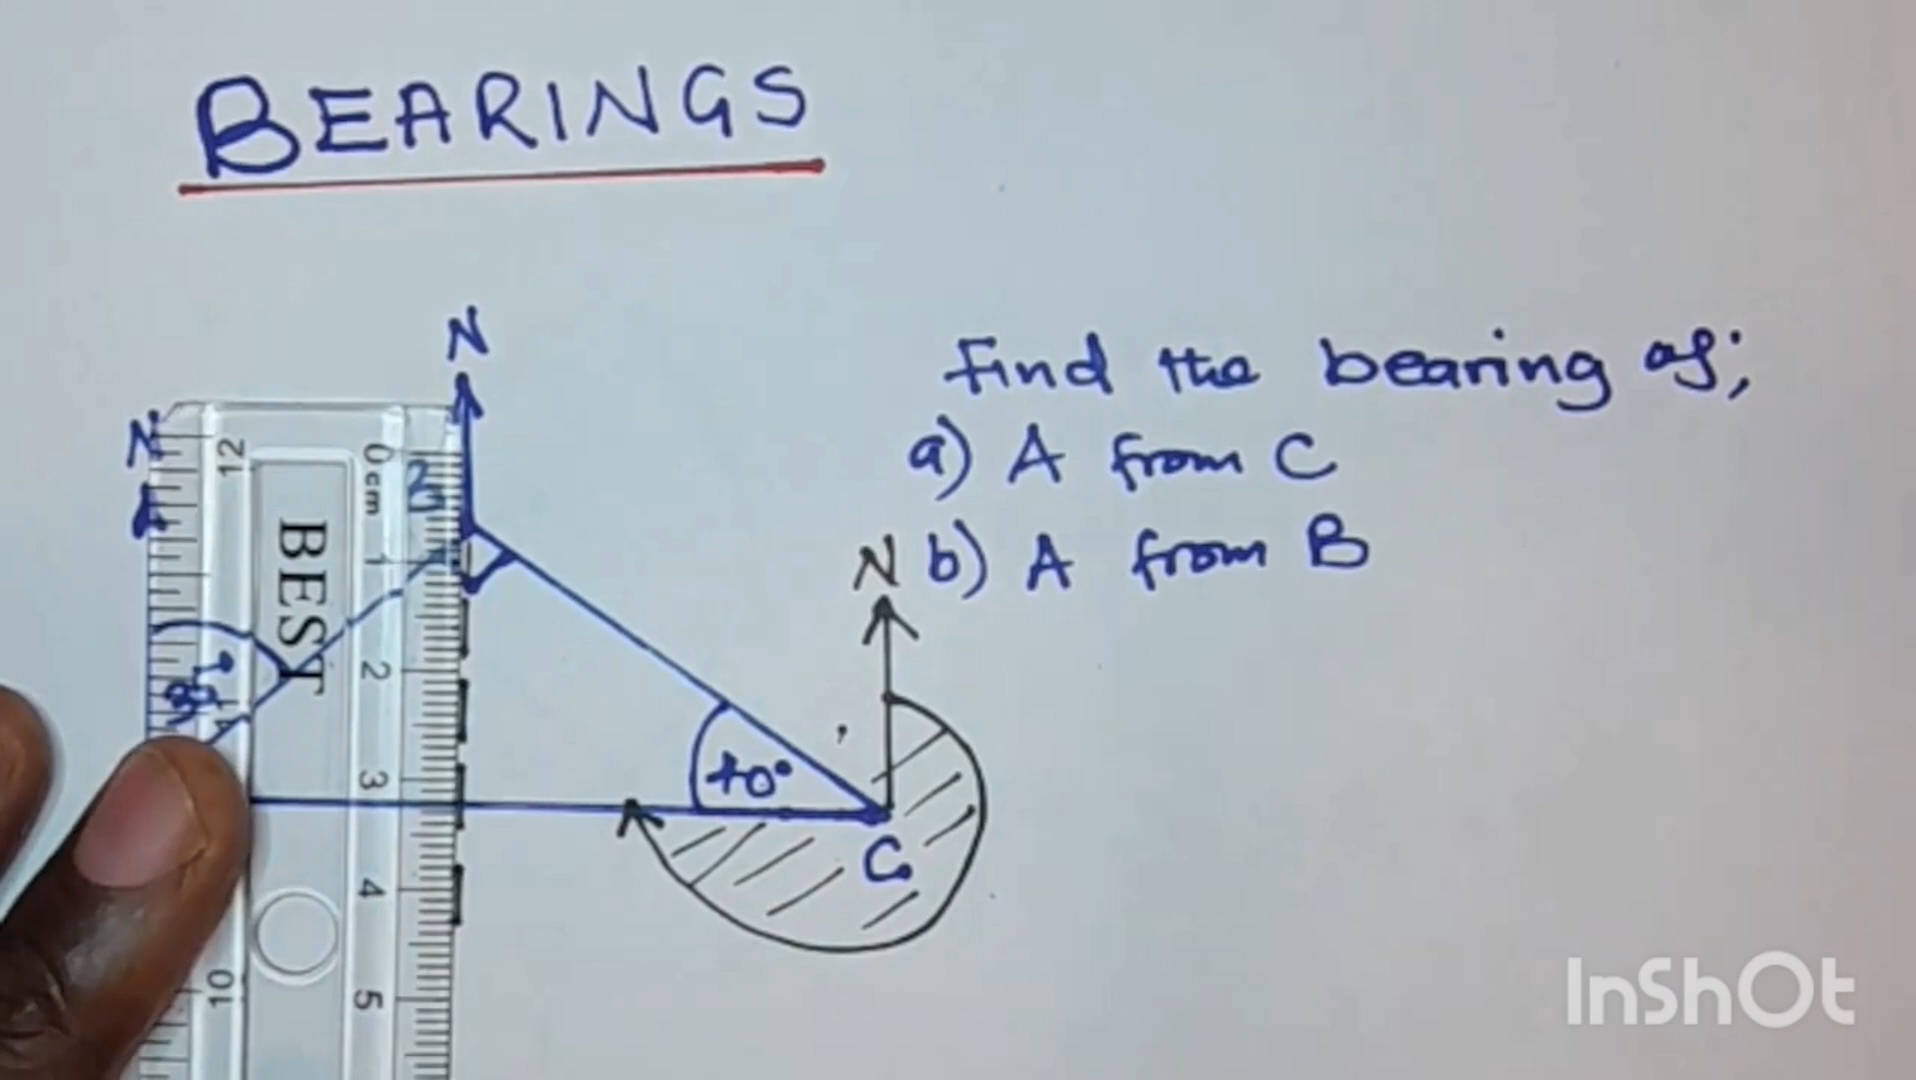 BEARINGS
N
Find the bearing of;
N
a) A from C
B
N
b) A from B
40°
C
12
0cm
1
2
3
4
5
10
BEST
InShOt